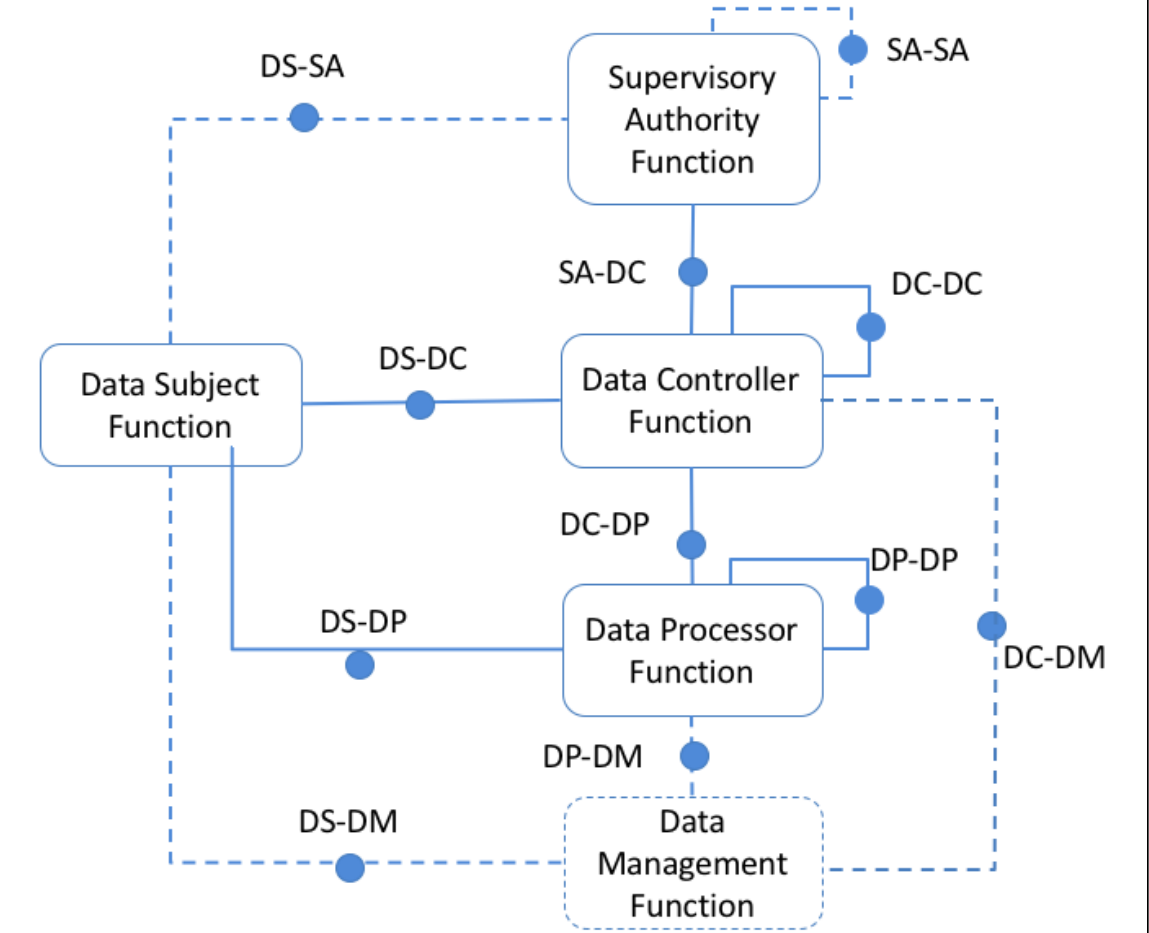 DS-SA
Supervisory
Authority
Function
SA-SA
SA-DC
DC-DC
DS-DC
Data Subject
Function
Data Controller
Function
DC-DP
DP-DP
DS-DP
Data Processor
Function
DC-DM
DP-DM
DS-DM
Data
Management
Function